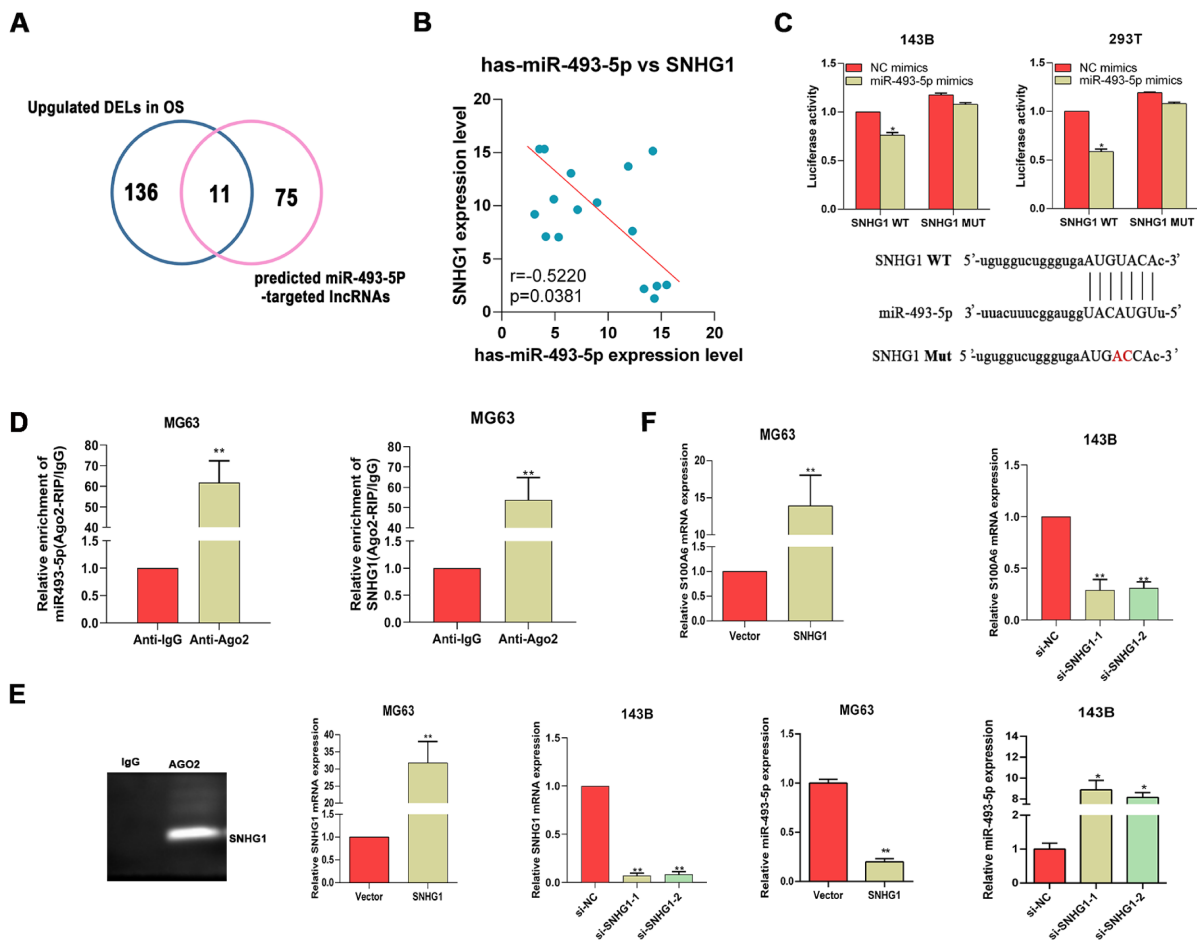 A
Upgulated DELs in OS
136
11
75
predicted miR-493-5P
-targeted lncRNAs
B
has-miR-493-5p vs SNHG1
SNHG1 expression level
20
15
10
5
0
r=-0.5220
p=0.0381
0
5
10
15
20
has-miR-493-5p expression level
C
143B
NC mimics
miR-493-5p mimics
Luciferase activity
1.5
1.0
0.5
0.0
*
SNHG1 WT
SNHG1 MUT
293T
NC mimics
miR-493-5p mimics
Luciferase activity
1.5
1.0
0.5
0.0
*
SNHG1 WT
SNHG1 MUT
SNHG1 WT 5'-uguggucugggugaAUGUACAc-3'
miR-493-5p 3'-uuacuuucggauggUACAUGUu-5'
SNHG1 Mut 5'-uguggucugggugaAUGACCAc-3'
D
MG63
Relative enrichment of
miR493-5p(Ago2-RIP/IgG)
80
70
60
50
40
1.5
1.0
0.5
0.0
**
Anti-IgG
Anti-Ago2
MG63
Relative enrichment of
SNHG1(Ago2-RIP/IgG)
80
70
60
50
40
1.5
1.0
0.5
0.0
**
Anti-IgG
Anti-Ago2
F
MG63
Relative S100A6 mRNA expression
20
15
10
1.5
1.0
0.5
0.0
**
Vector
SNHG1
143B
Relative S100A6 mRNA expression
1.5
1.0
0.5
0.0
**
**
si-NC
si-SNHG1-1
si-SNHG1-2
E
IgG
AGO2
SNHG1
MG63
Relative SNHG1 mRNA expression
40
35
30
25
20
1.5
1.0
0.5
0.0
**
Vector
SNHG1
143B
Relative SNHG1 mRNA expression
1.5
1.0
0.5
0.0
**
**
si-NC
si-SNHG1-1
si-SNHG1-2
MG63
Relative miR-493-5p expression
1.5
1.0
0.5
0.0
**
Vector
SNHG1
143B
Relative miR-493-5p expression
14
12
10
8
2
1
0
*
*
si-NC
si-SNHG1-1
si-SNHG1-2